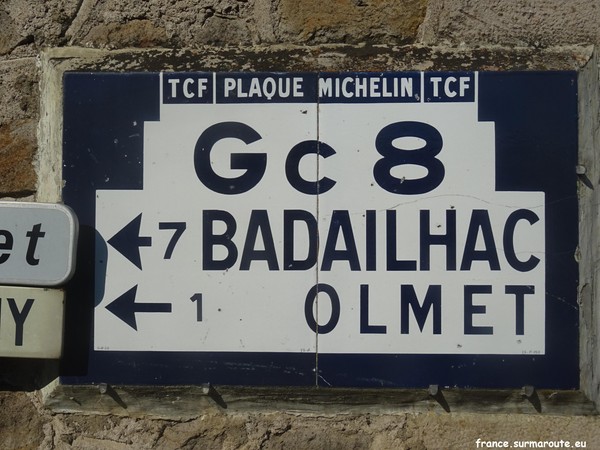 TCF PLAQUE MICHELIN TCF
Gc 8
7 BADAILHAC
1 OLMET
et
NY
france.surmaroute.eu